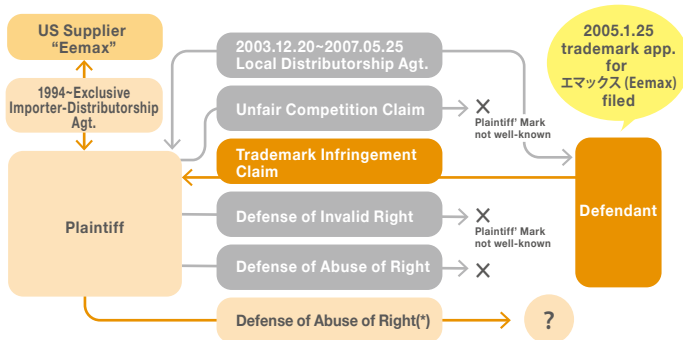 US Supplier
“Eemax”
1994~Exclusive
Importer-Distributorship
Agt.
Plaintiff
2003.12.20~2007.05.25
Local Distributorship Agt.
Unfair Competition Claim
Plaintiff’ Mark
not well-known
Trademark Infringement
Claim
Defense of Invalid Right
Plaintiff’ Mark
not well-known
Defense of Abuse of Right
Defense of Abuse of Right(*)
?
2005.1.25
trademark app.
for
エマックス (Eemax)
filed
Defendant